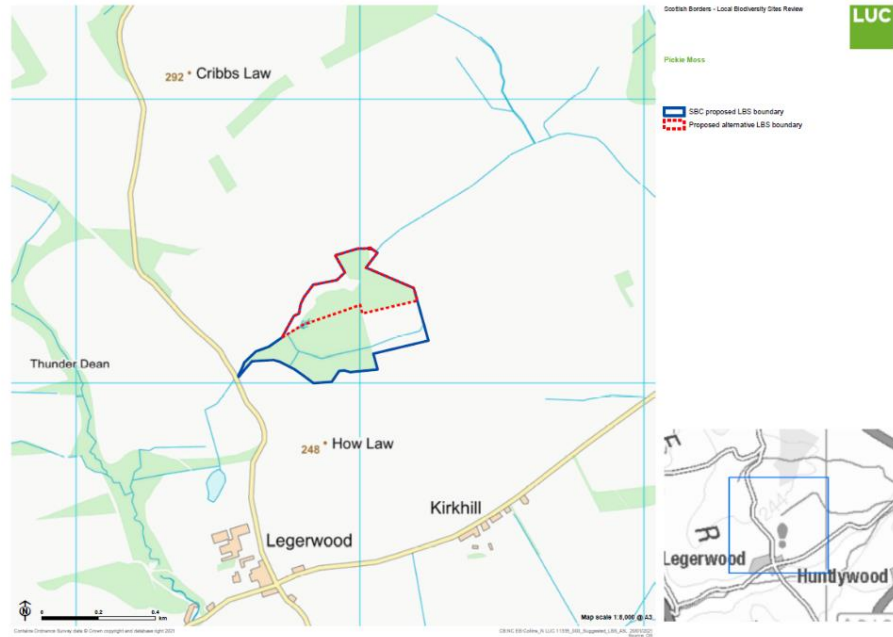 Scottish Borders - Local Biodiversity Sites Review
LUC
Pickie Moss
SBC proposed LBS boundary
Proposed alternative LBS boundary
292 Cribbs Law
Thunder Dean
248 How Law
Kirkhill
Legerwood
0 0.2 0.4
km
Map scale 1:8,000 @ A3
Contains Ordnance Survey data © Crown copyright and database right 2021
E
R
244
Legerwood
Huntlywood